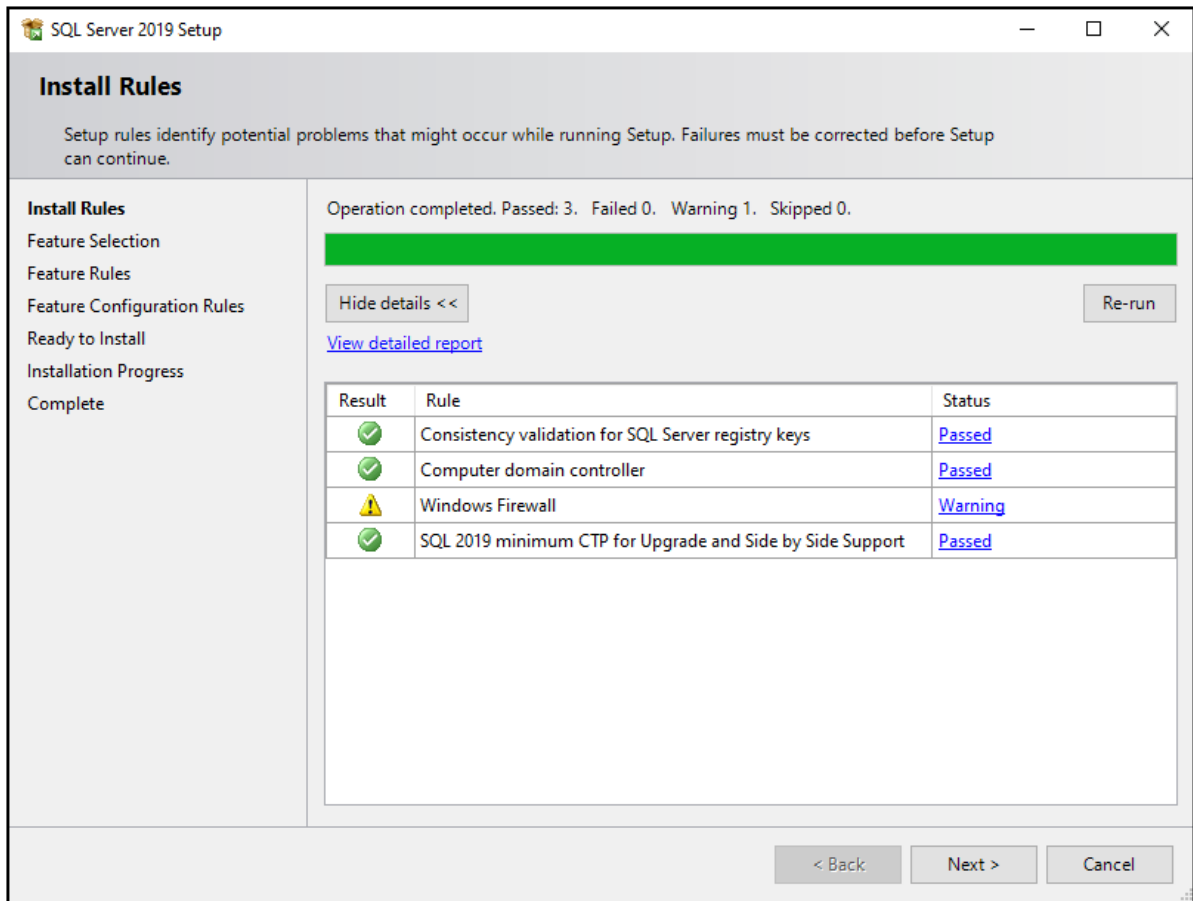 SQL Server 2019 Setup
Install Rules
Setup rules identify potential problems that might occur while running Setup. Failures must be corrected before Setup
can continue.
Install Rules
Feature Selection
Feature Rules
Feature Configuration Rules
Ready to Install
Installation Progress
Complete
Operation completed. Passed: 3.   Failed 0.   Warning 1.   Skipped 0.
Hide details <<
Re-run
View detailed report
Result Rule Status
Consistency validation for SQL Server registry keys Passed
Computer domain controller Passed
Windows Firewall Warning
SQL 2019 minimum CTP for Upgrade and Side by Side Support Passed
< Back Next > Cancel